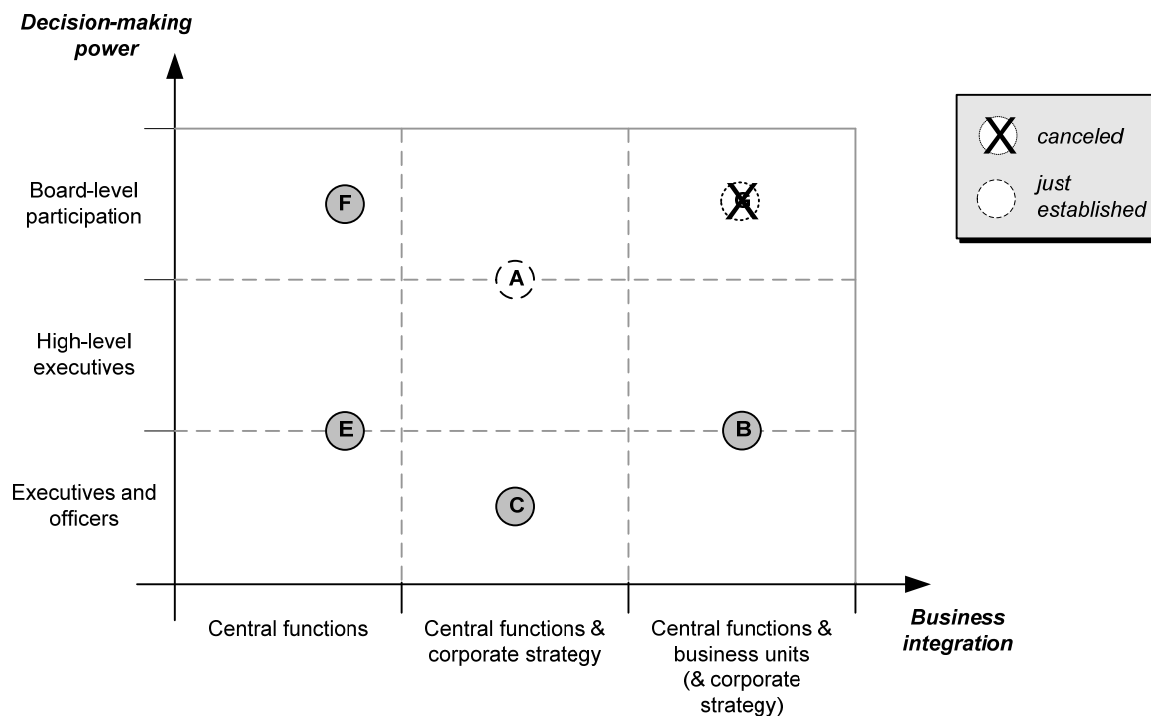 Decision-making
power
canceled
just
established
Board-level
participation
F
G
A
High-level
executives
E
B
Executives and
officers
C
Business
integration
Central functions
Central functions &
corporate strategy
Central functions &
business units
(& corporate
strategy)